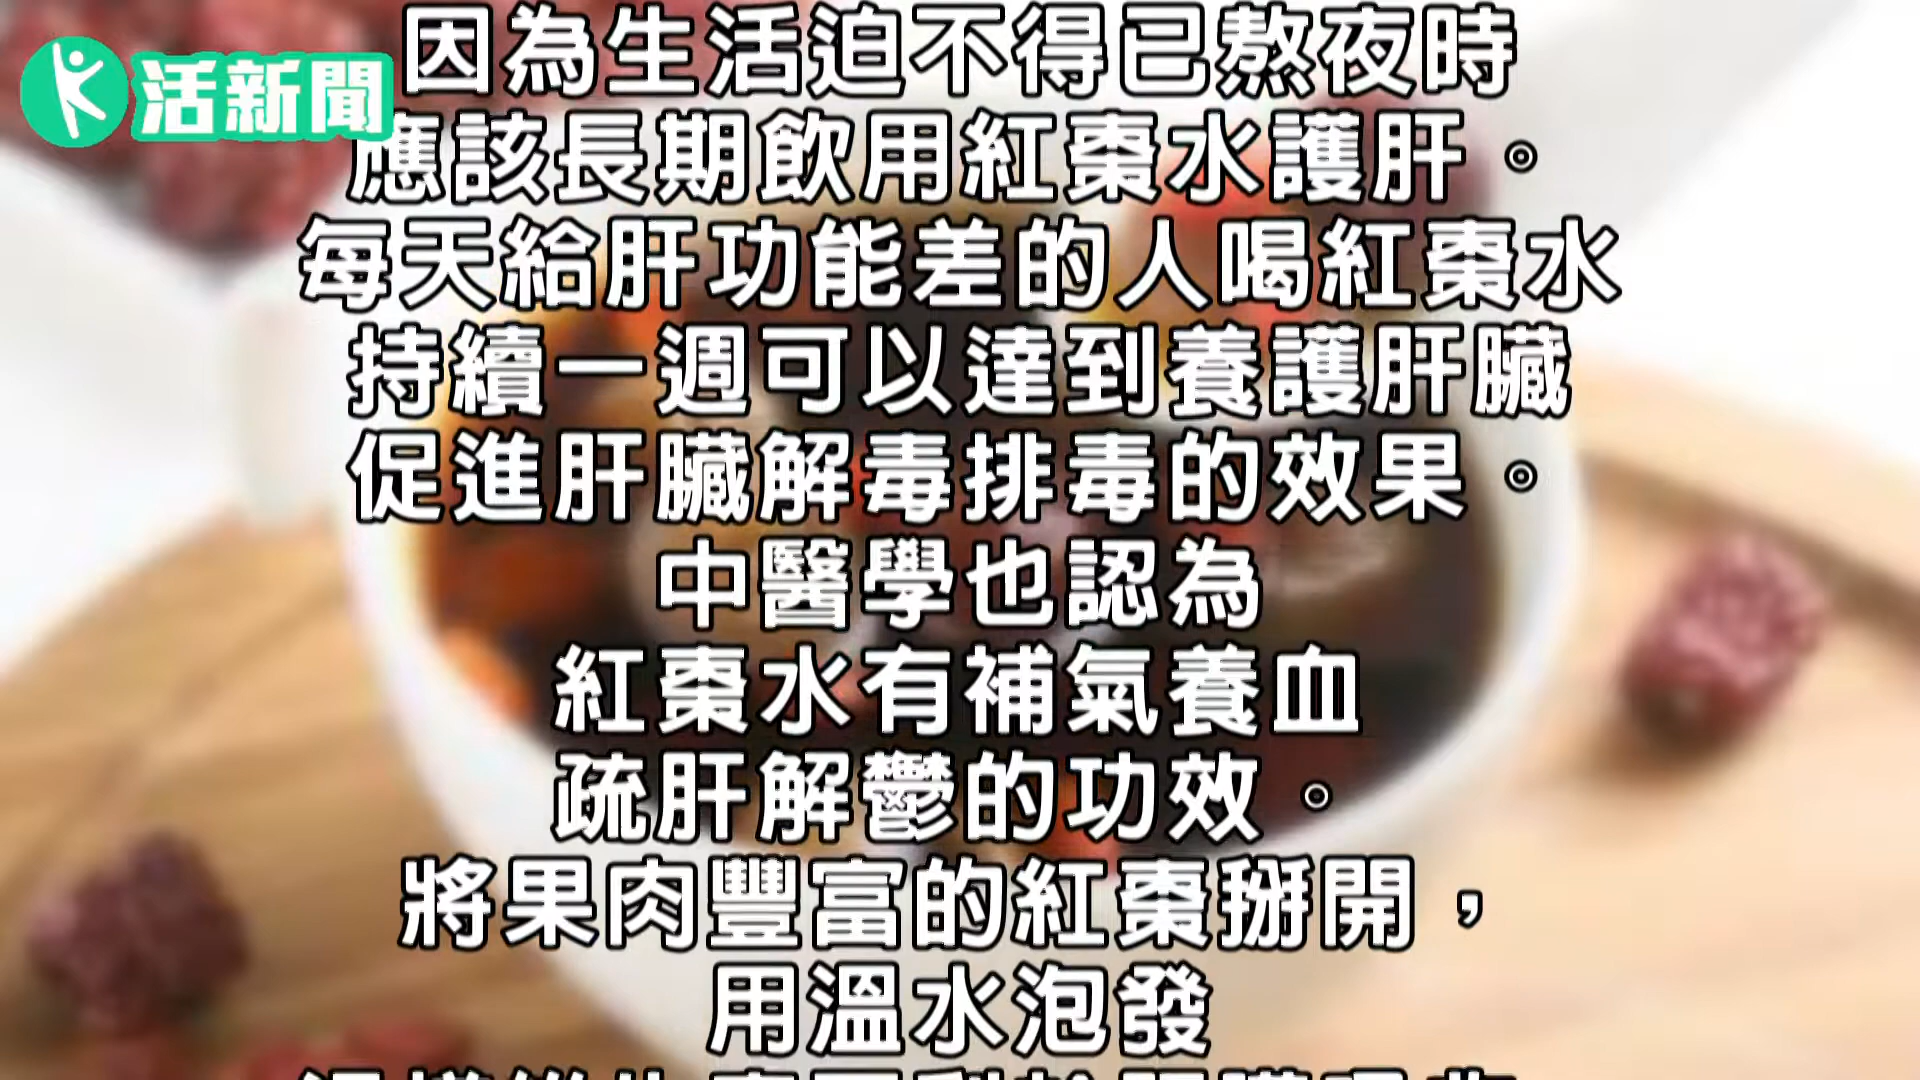 活新聞
因為生活迫不得已熬夜時
應該長期飲用紅棗水護肝。
每天給肝功能差的人喝紅棗水
持續一週可以達到養護肝臟
促進肝臟解毒排毒的效果。
中醫學也認為
紅棗水有補氣養血
疏肝解鬱的功效。
將果肉豐富的紅棗掰開，
用溫水泡發